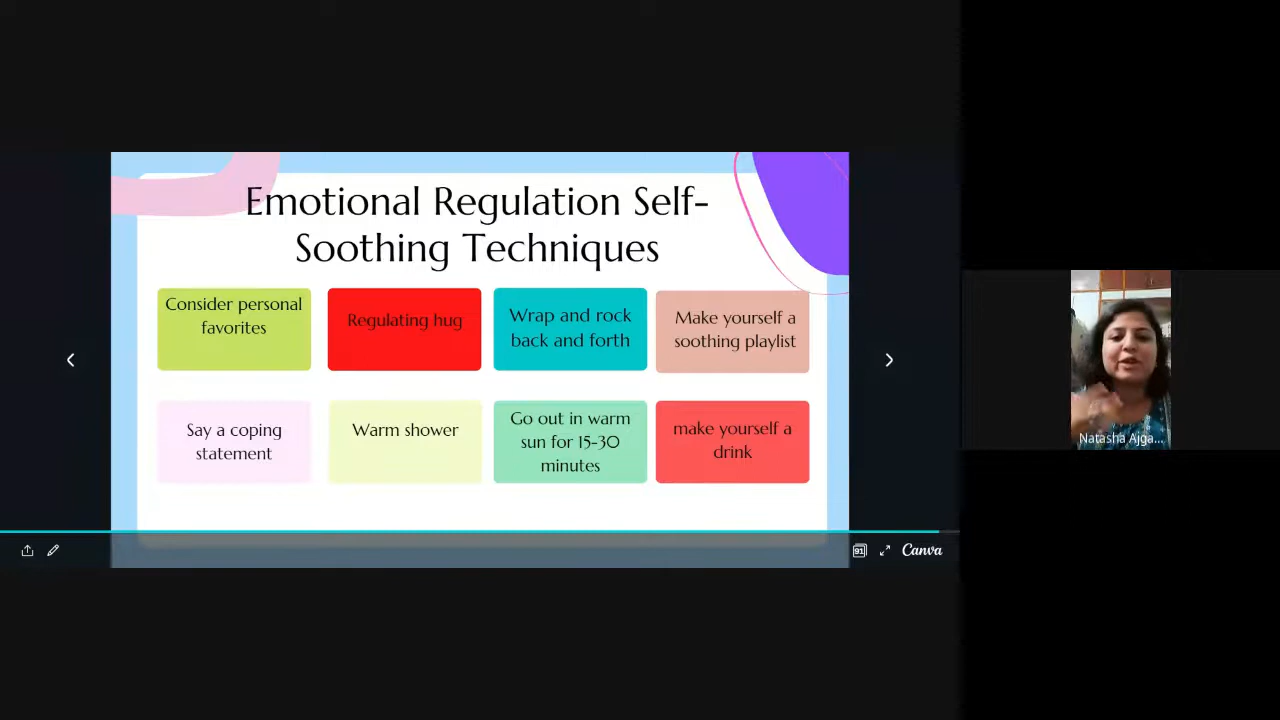 Emotional Regulation Self-
Soothing Techniques
Consider personal
favorites
Regulating hug
Wrap and rock
back and forth
Make yourself a
soothing playlist
Say a coping
statement
Warm shower
Go out in warm
sun for 15-30
minutes
make yourself a
drink
91
Canva
Natasha Ajga...